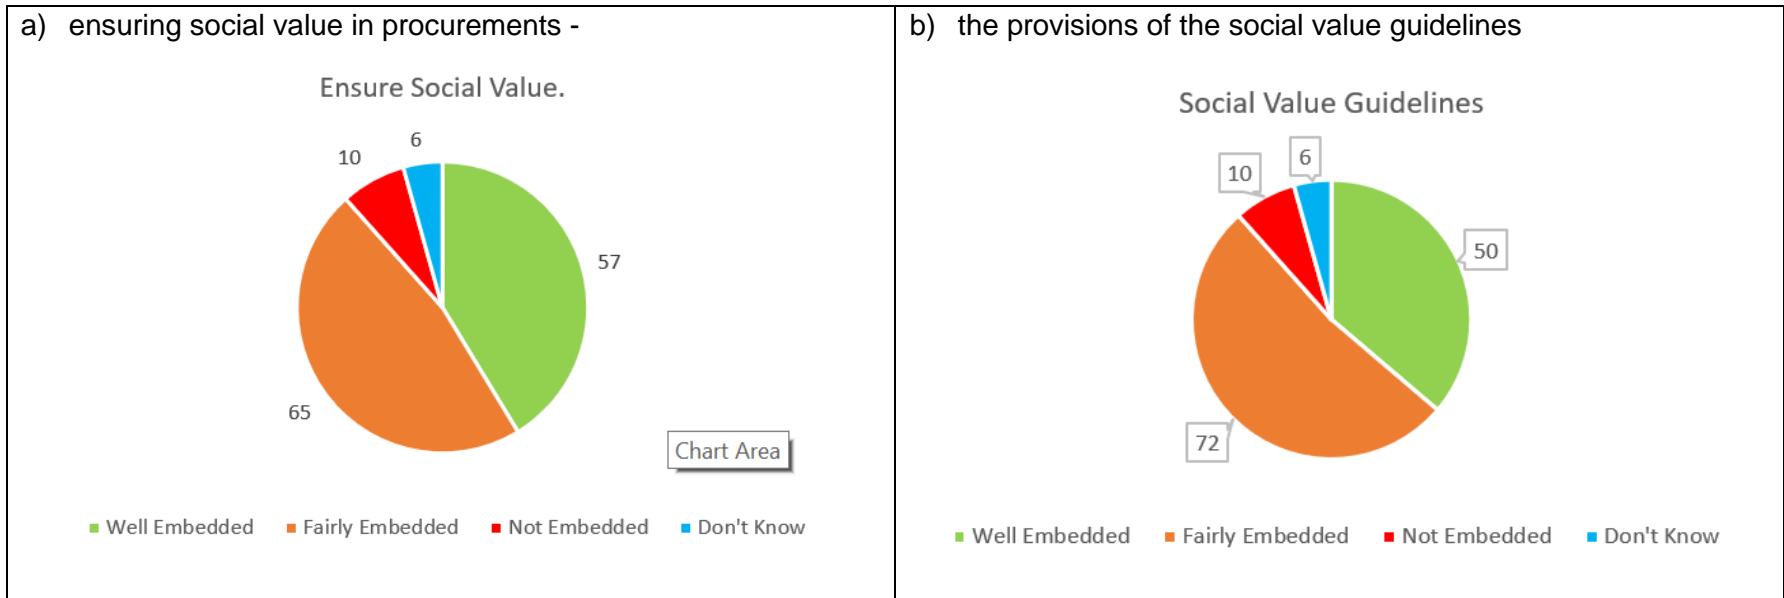 a) ensuring social value in procurements -
Ensure Social Value.
6
10
57
65
Chart Area
Well Embedded Fairly Embedded Not Embedded Don't Know
b) the provisions of the social value guidelines
Social Value Guidelines
6
10
50
72
Well Embedded Fairly Embedded Not Embedded Don't Know